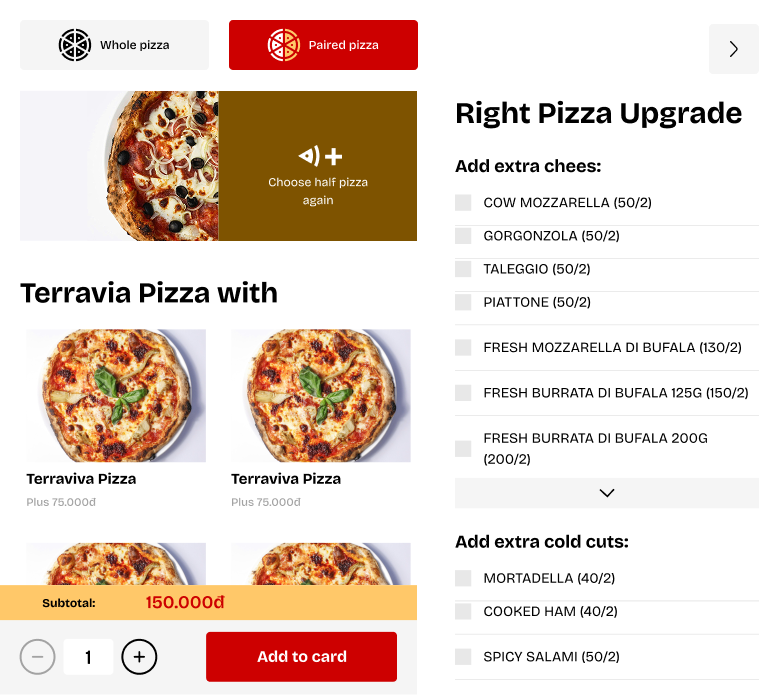 Whole pizza
Paired pizza
Choose half pizza
again
Terravia Pizza with
Terraviva Pizza
Plus 75.000đ
Terraviva Pizza
Plus 75.000đ
Subtotal:
150.000đ
1
Add to card
Right Pizza Upgrade
Add extra chees:
COW MOZZARELLA (50/2)
GORGONZOLA (50/2)
TALEGGIO (50/2)
PIATTONE (50/2)
FRESH MOZZARELLA DI BUFALA (130/2)
FRESH BURRATA DI BUFALA 125G (150/2)
FRESH BURRATA DI BUFALA 200G
(200/2)
Add extra cold cuts:
MORTADELLA (40/2)
COOKED HAM (40/2)
SPICY SALAMI (50/2)